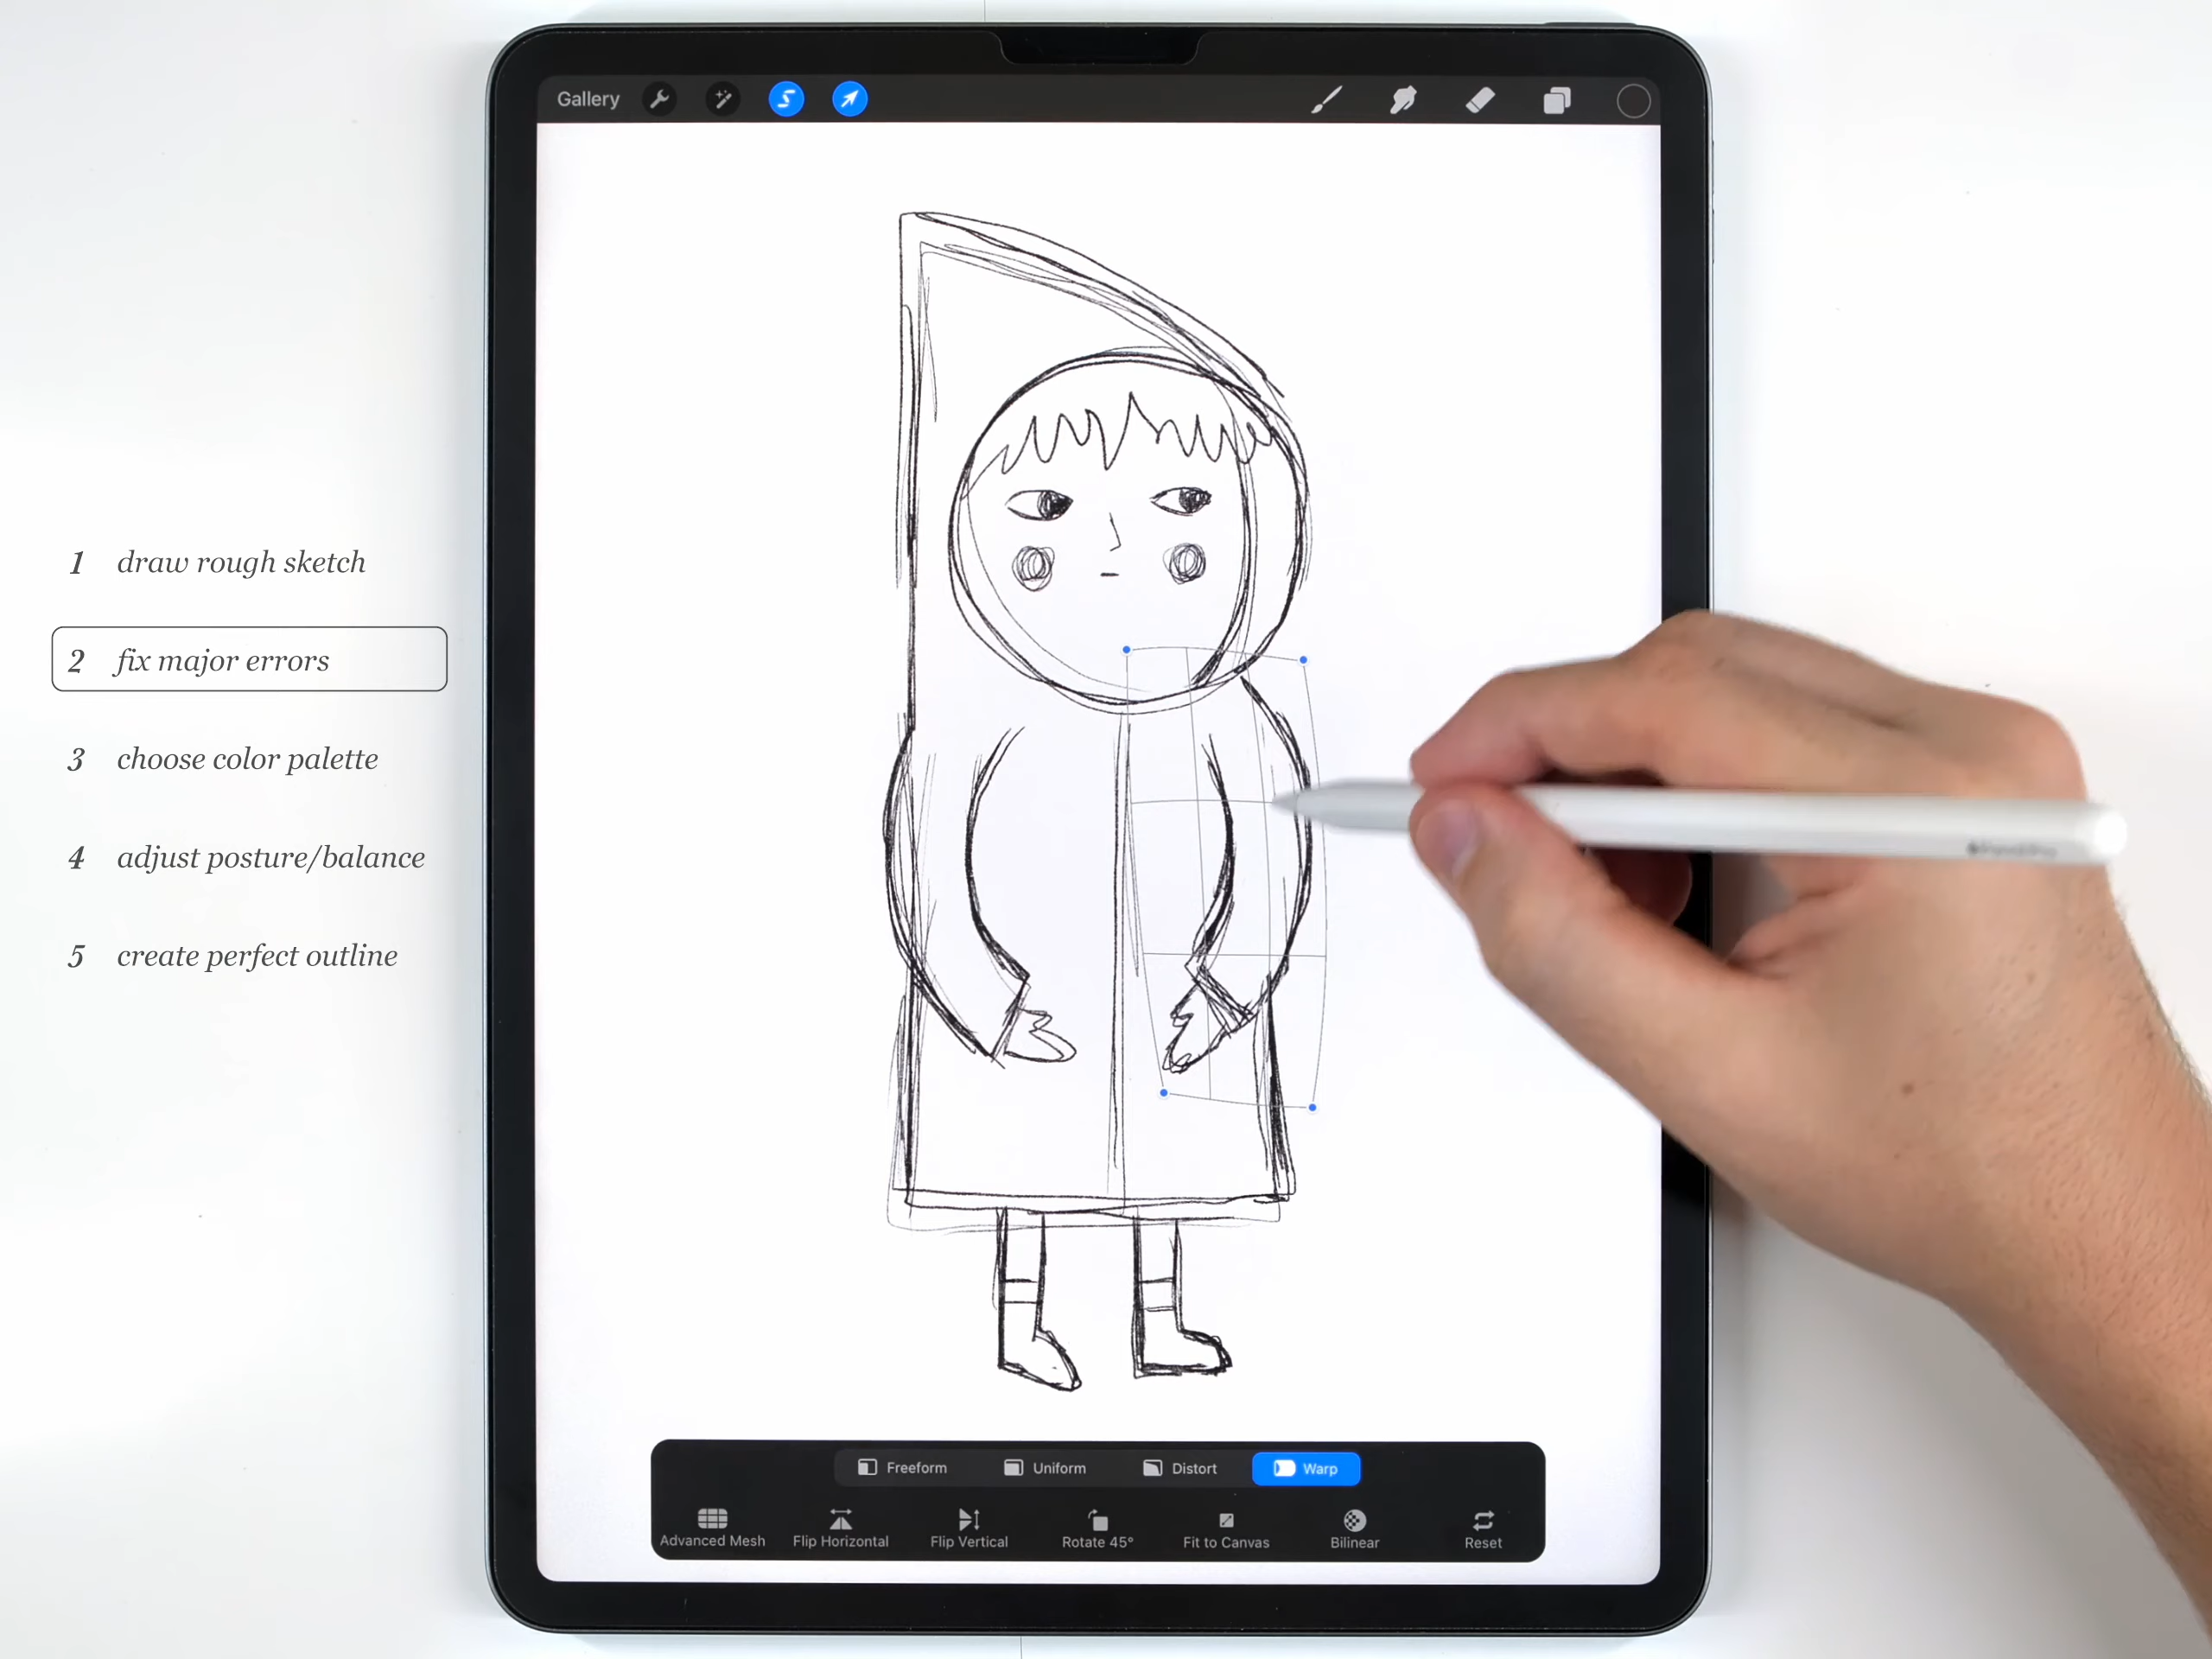 Gallery
1 draw rough sketch
2 fix major errors
3 choose color palette
4 adjust posture/balance
5 create perfect outline
Freeform Uniform Distort Warp
Advanced Mesh Flip Horizontal Flip Vertical Rotate 45° Fit to Canvas Bilinear Reset